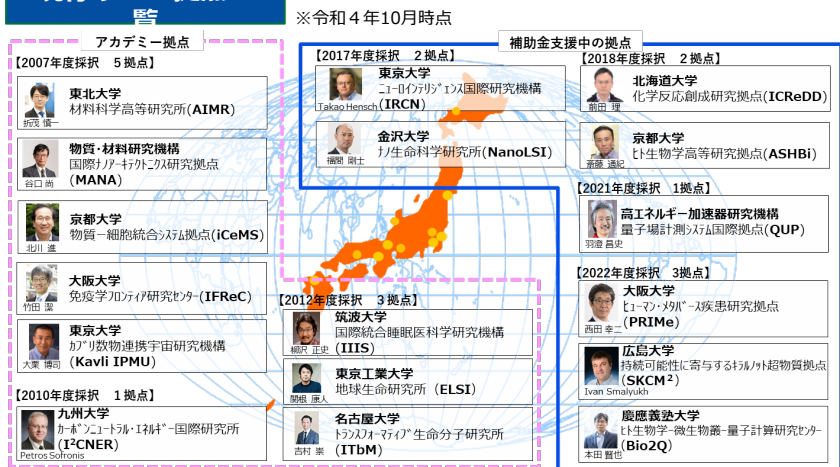 覧
※令和４年10月時点
アカデミー拠点
【2007年度採択　５拠点】
東北大学
材料科学高等研究所(AIMR)
折茂 慎一
物質・材料研究機構
国際ナノアーキテクトニクス研究拠点
(MANA)
谷口 尚
京都大学
物質－細胞統合システム拠点(iCeMS)
北川 進
大阪大学
免疫学フロンティア研究センター(IFReC)
竹田 潔
東京大学
カブリ数物連携宇宙研究機構
(Kavli IPMU)
大栗 博司
【2010年度採択　１拠点】
九州大学
カーボンニュートラル・エネルギー国際研究所
(I²CNER)
Petros Sofronis
【2012年度採択　３拠点】
筑波大学
国際統合睡眠医科学研究機構
(IIIS)
柳沢 正史
東京工業大学
地球生命研究所（ELSI)
関根 康人
名古屋大学
トランスフォーマティブ生命分子研究所
(ITbM)
吉村 崇
補助金支援中の拠点
【2017年度採択　２拠点】
東京大学
ニューロインテリジェンス国際研究機構
(IRCN)
Takao Hensch
金沢大学
ナノ生命科学研究所(NanoLSI)
福間 剛士
【2018年度採択　２拠点】
北海道大学
化学反応創成研究拠点(ICReDD)
前田 理
京都大学
ヒト生物学高等研究拠点(ASHBi)
斎藤 通紀
【2021年度採択　1拠点】
高エネルギー加速器研究機構
量子場計測システム国際拠点(QUP)
羽澄 昌史
【2022年度採択　3拠点】
大阪大学
ヒューマン・メタバース疾患研究拠点
(PRIMe)
西田 幸二
広島大学
持続可能性に寄与するキラルノット超物質拠点
(SKCM²)
Ivan Smalyukh
慶應義塾大学
ヒト生物学－微生物叢－量子計算研究センター
(Bio2Q)
本田 賢也